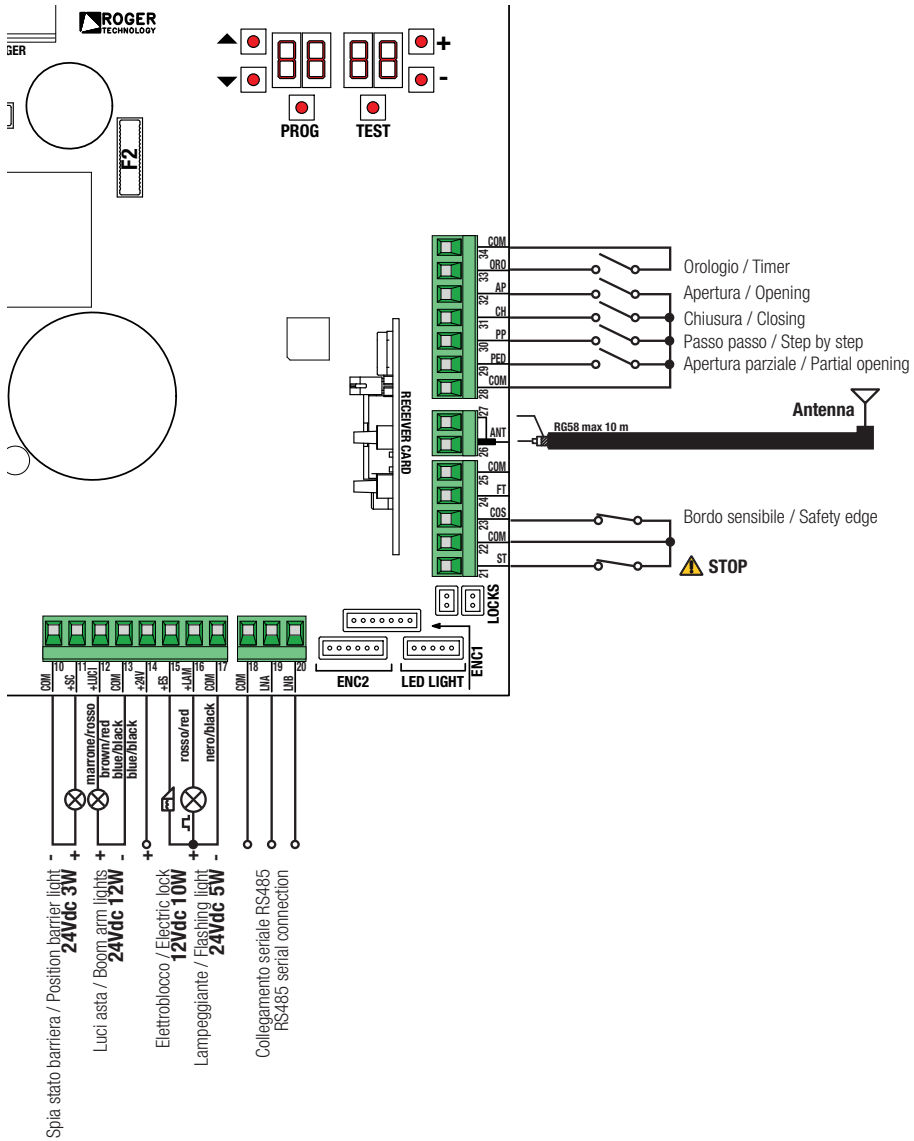 ROGER
TECHNOLOGY
GER
F2
PROG
TEST
+
-
COM
34
ORO
33
AP
32
CH
31
PP
30
PED
29
COM
28
Orologio / Timer
Apertura / Opening
Chiusura / Closing
Passo passo / Step by step
Apertura parziale / Partial opening
RECEIVER CARD
27
ANT
26
RG58 max 10 m
Antenna
COM
25
FT
24
COS
23
COM
22
ST
21
Bordo sensibile / Safety edge
STOP
LOCKS
ENC1
ENC2
LED LIGHT
10 COM
11 +SC
12 +LUCI
13 COM
14 +24V
15 +ES
16 +LAM
17 COM
18 COM
19 LNA
20 LNB
marrone/rosso
brown/red
blue/black
blue/black
rosso/red
nero/black
- +
+ -
+
+ -
Spia stato barriera / Position barrier light
24Vdc 3W
Luci asta / Boom arm lights
24Vdc 12W
Elettroblocco / Electric lock
12Vdc 10W
Lampeggiante / Flashing light
24Vdc 5W
Collegamento seriale RS485
RS485 serial connection